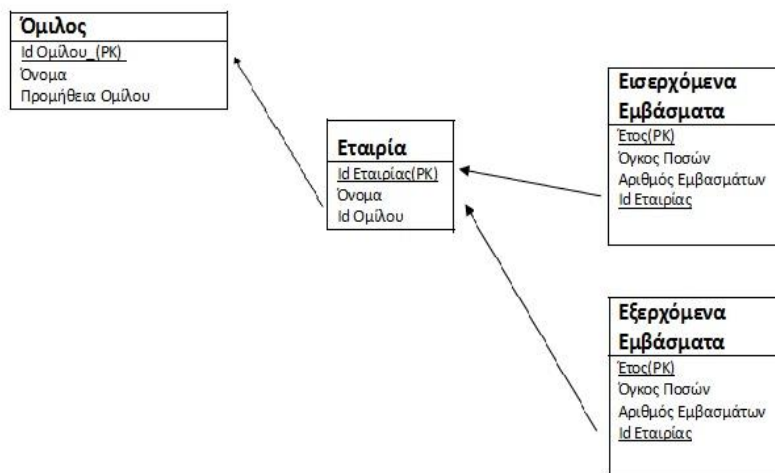 Όμιλος
Id Ομίλου_(PK)
Όνομα
Προμήθεια Ομίλου
Εταιρία
Id Εταιρίας(PK)
Όνομα
Id Ομίλου
Εισερχόμενα
Εμβάσματα
Έτος(PK)
Όγκος Ποσών
Αριθμός Εμβασμάτων
Id Εταιρίας
Εξερχόμενα
Εμβάσματα
Έτος(PK)
Όγκος Ποσών
Αριθμός Εμβασμάτων
Id Εταιρίας